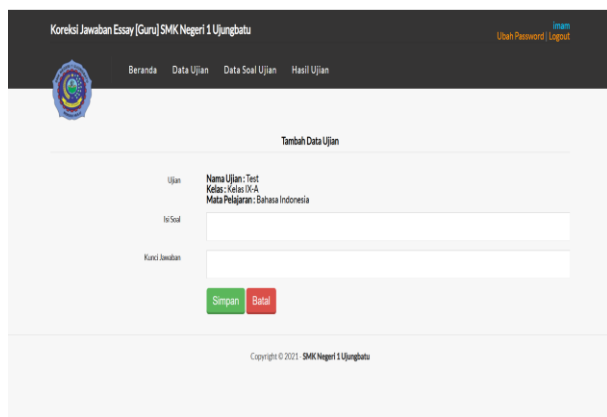 Koreksi Jawaban Essay [Guru] SMK Negeri 1 Ujungbatu
imam
Ubah Password | Logout
Beranda Data Ujian Data Soal Ujian Hasil Ujian
Tambah Data Ujian
Ujian
Nama Ujian : Test
Kelas : Kelas IX-A
Mata Pelajaran : Bahasa Indonesia
Isi Soal
Kunci Jawaban
Simpan Batal
Copyright © 2021 · SMK Negeri 1 Ujungbatu